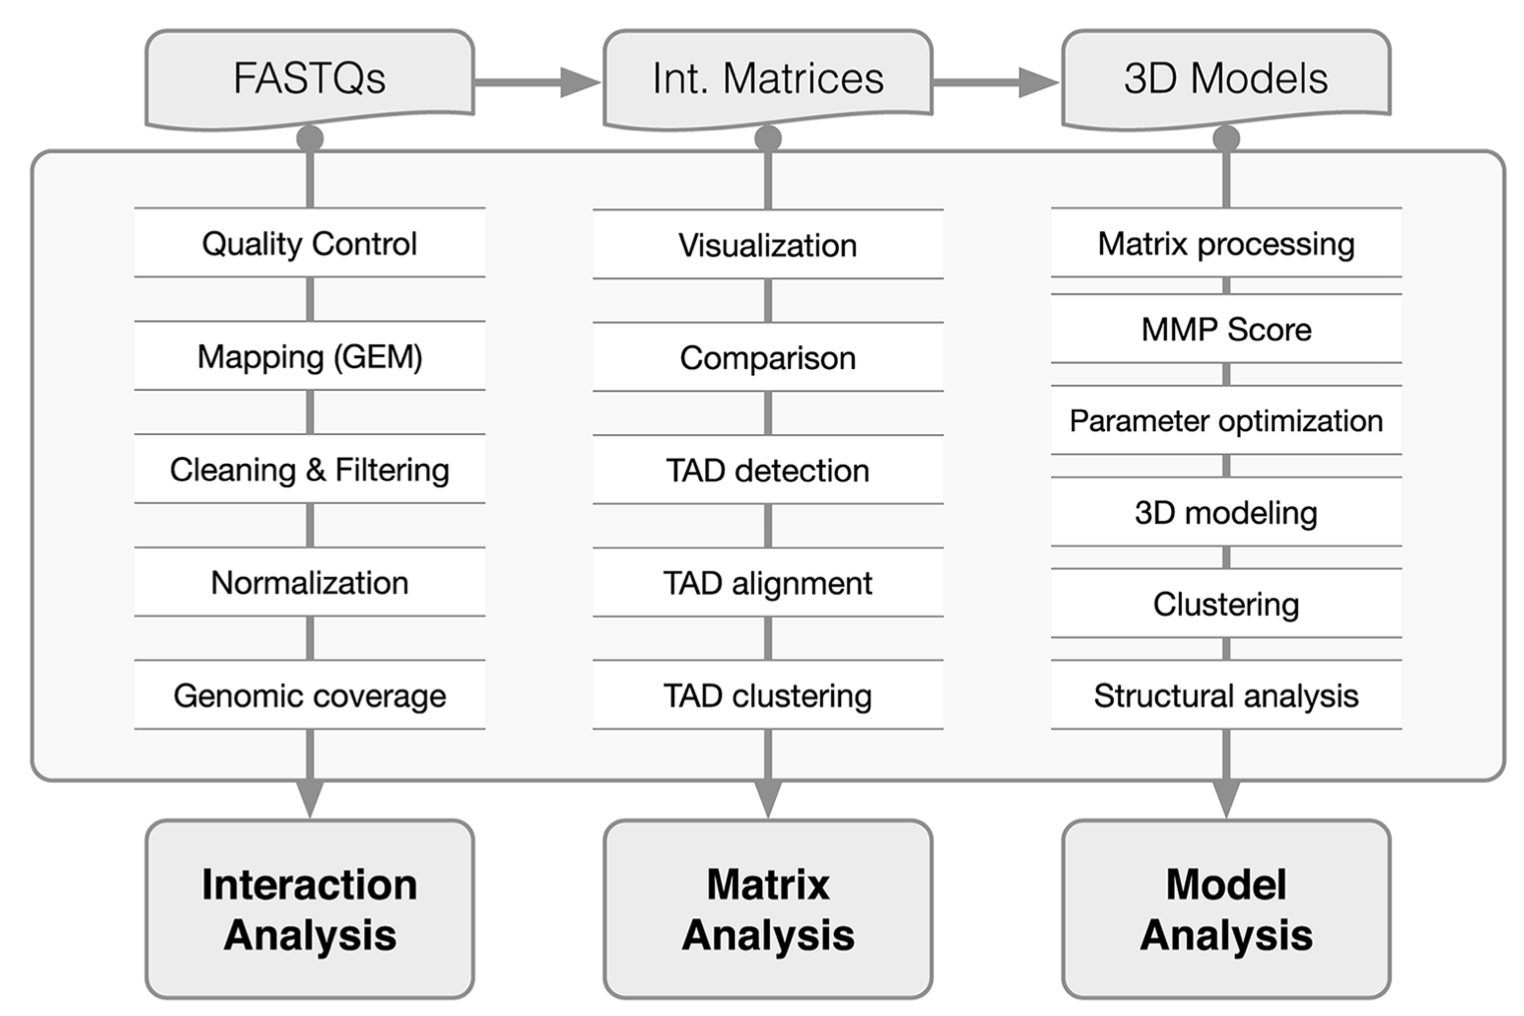 FASTQs
Int. Matrices
3D Models
Quality Control
Mapping (GEM)
Cleaning & Filtering
Normalization
Genomic coverage
Visualization
Comparison
TAD detection
TAD alignment
TAD clustering
Matrix processing
MMP Score
Parameter optimization
3D modeling
Clustering
Structural analysis
Interaction
Analysis
Matrix
Analysis
Model
Analysis